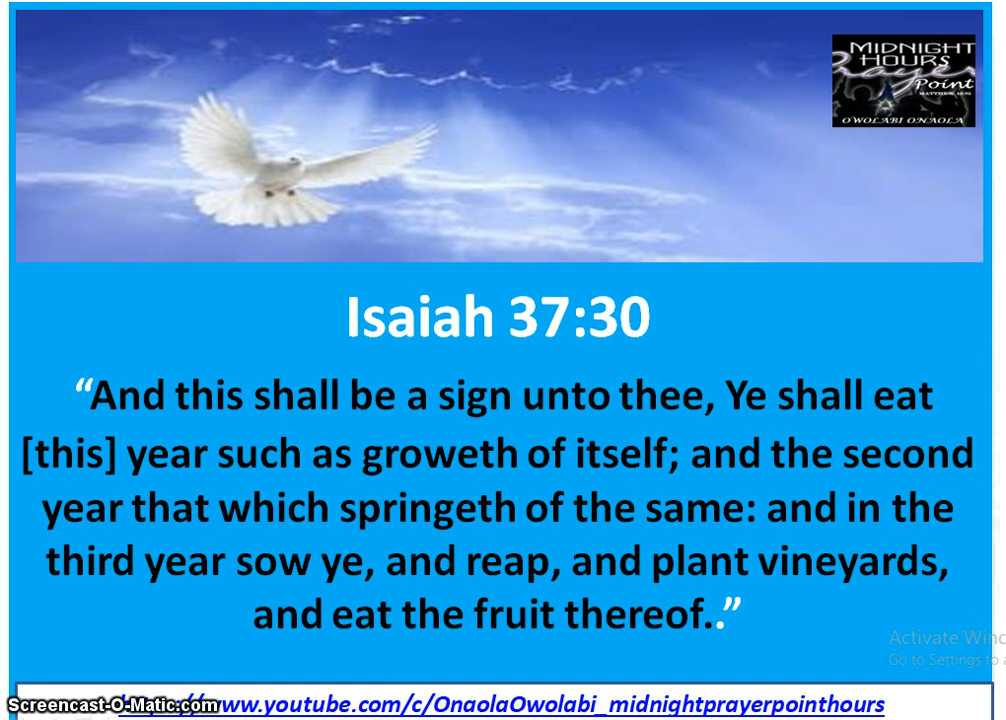 MIDNIGHT
HOURS
Prayer
Point
OWOLABI ONAOLA
Isaiah 37:30
“And this shall be a sign unto thee, Ye shall eat
[this] year such as groweth of itself; and the second
year that which springeth of the same: and in the
third year sow ye, and reap, and plant vineyards,
and eat the fruit thereof..”
Activate Winc
Go to Settings to a
Screencast-O-Matic.com
www.youtube.com/c/OnaolaOwolabi_midnightprayerpointhours